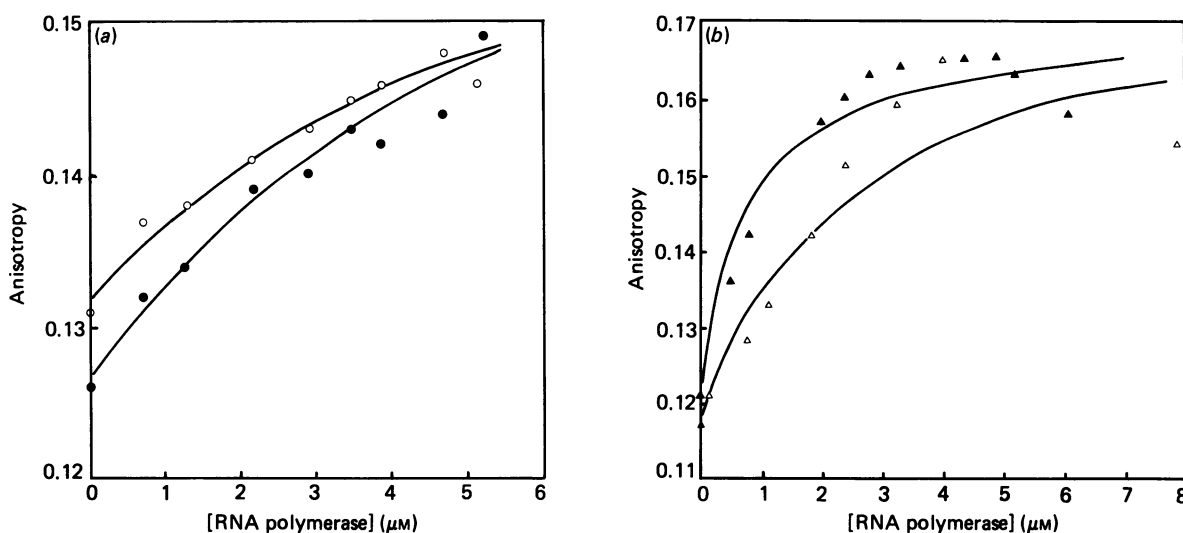 (a)
0.15
0.14
0.13
0.12
Anisotropy
0 1 2 3 4 5 6
[RNA polymerase] (μM)
(b)
0.17
0.16
0.15
0.14
0.13
0.12
0.11
Anisotropy
0 1 2 3 4 5 6 7 8
[RNA polymerase] (μM)